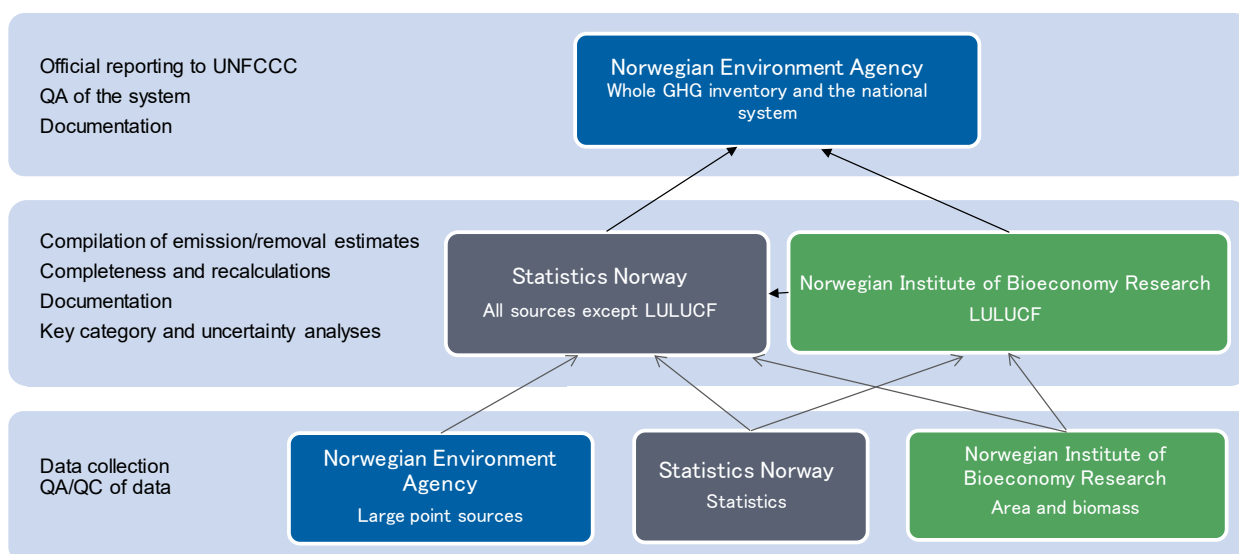 Official reporting to UNFCCC
QA of the system
Documentation
Norwegian Environment Agency
Whole GHG inventory and the national
system
Compilation of emission/removal estimates
Completeness and recalculations
Documentation
Key category and uncertainty analyses
Statistics Norway
All sources except LULUCF
Norwegian Institute of Bioeconomy Research
LULUCF
Data collection
QA/QC of data
Norwegian Environment
Agency
Large point sources
Statistics Norway
Statistics
Norwegian Institute of
Bioeconomy Research
Area and biomass